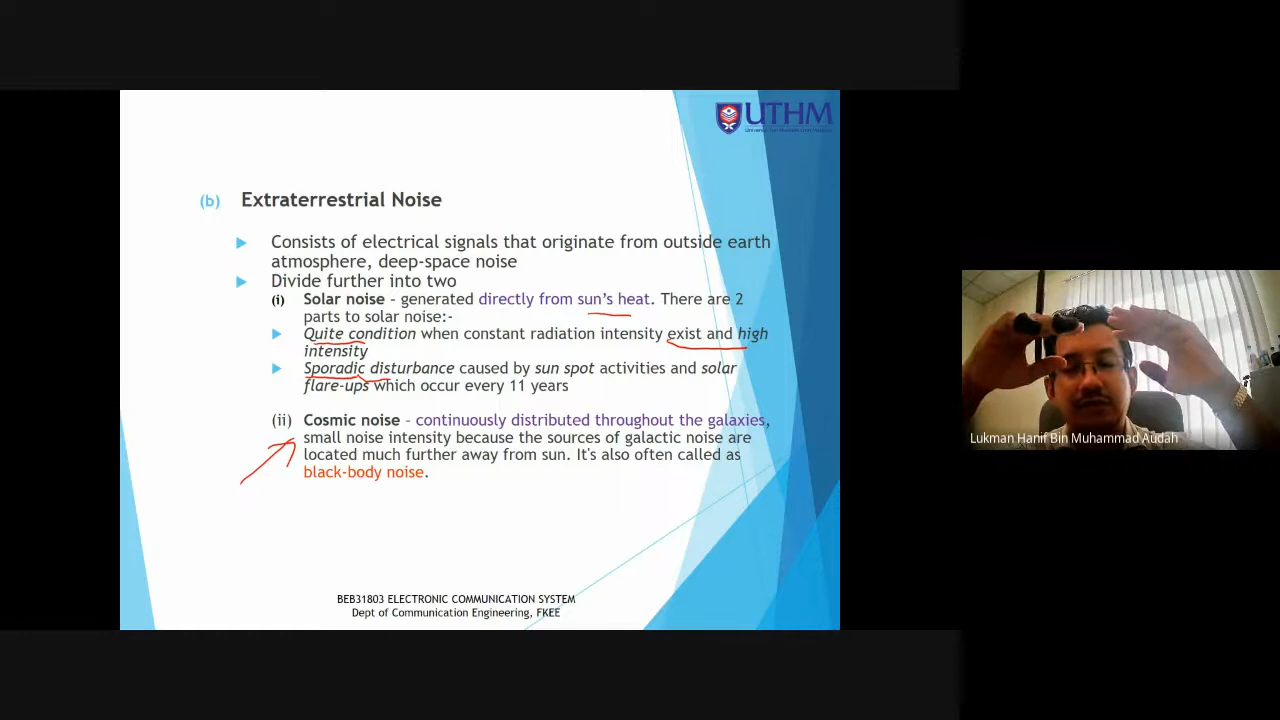 UTHM
(b) Extraterrestrial Noise
Consists of electrical signals that originate from outside earth
atmosphere, deep-space noise
Divide further into two
(i) Solar noise – generated directly from sun's heat. There are 2
parts to solar noise:-
Quite condition when constant radiation intensity exist and high
intensity
Sporadic disturbance caused by sun spot activities and solar
flare-ups which occur every 11 years
(ii) Cosmic noise – continuously distributed throughout the galaxies,
small noise intensity because the sources of galactic noise are
located much further away from sun. It's also often called as
black-body noise.
BEB31803 ELECTRONIC COMMUNICATION SYSTEM
Dept of Communication Engineering, FKEE
Lukman Hanif Bin Muhammad Audah